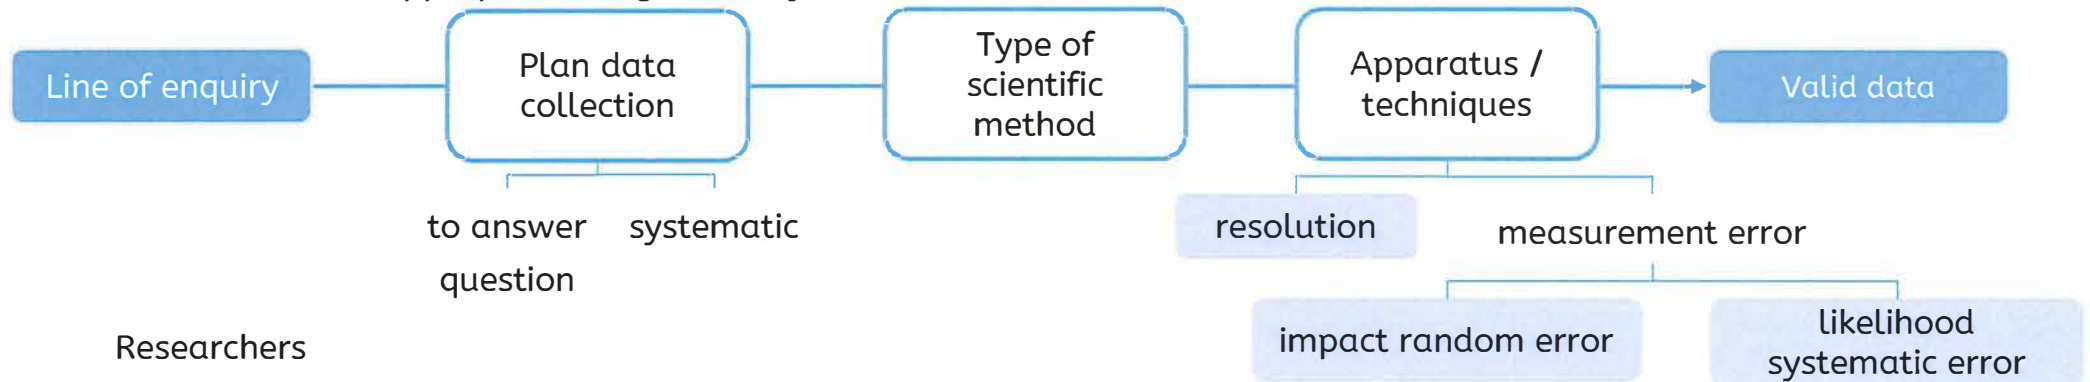 Line of enquiry
Plan data
collection
Type of
scientific
method
Apparatus /
techniques
Valid data
to answer
question
systematic
resolution
measurement error
impact random error
likelihood
systematic error
Researchers